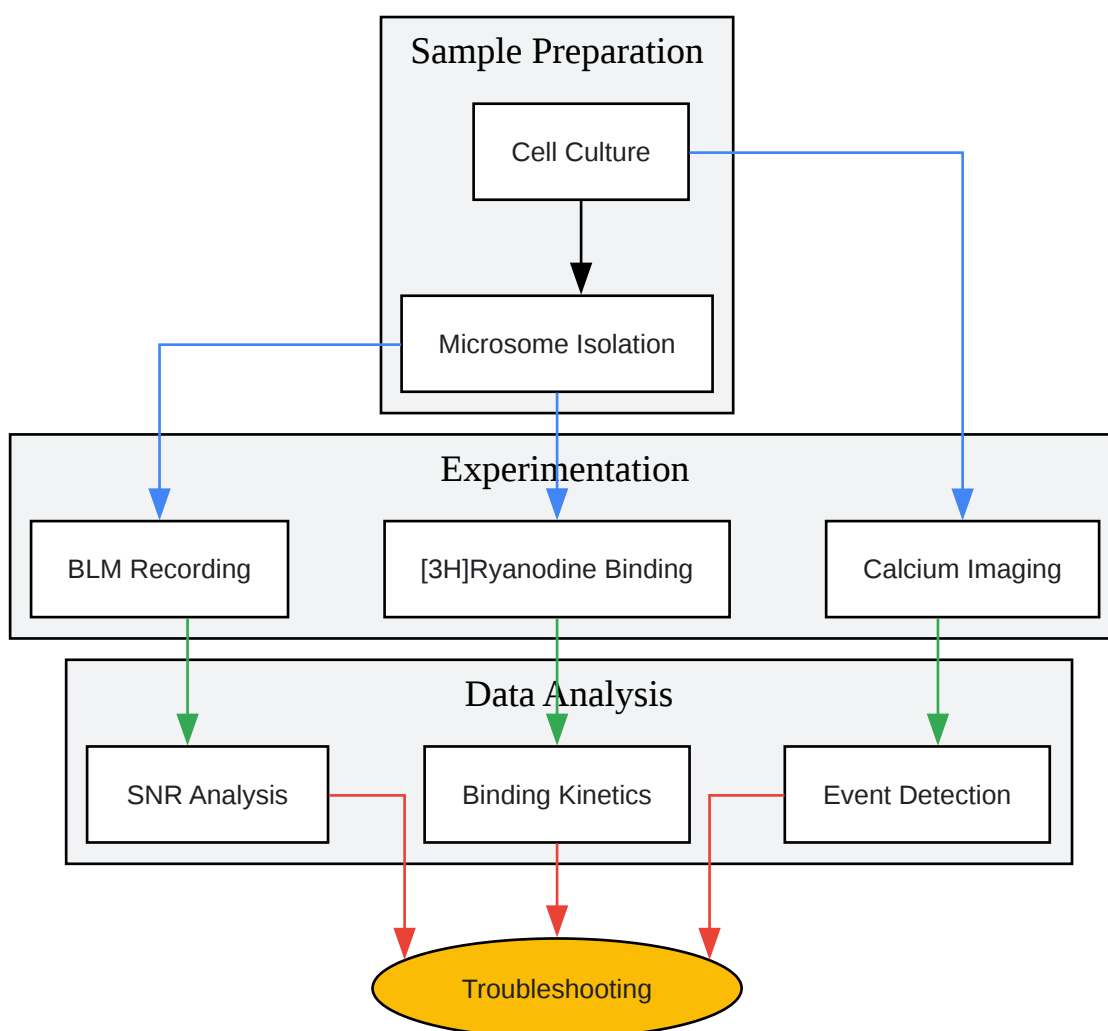 Sample Preparation
Cell Culture
Microsome Isolation
Experimentation
BLM Recording
[3H]Ryanodine Binding
Calcium Imaging
Data Analysis
SNR Analysis
Binding Kinetics
Event Detection
Troubleshooting